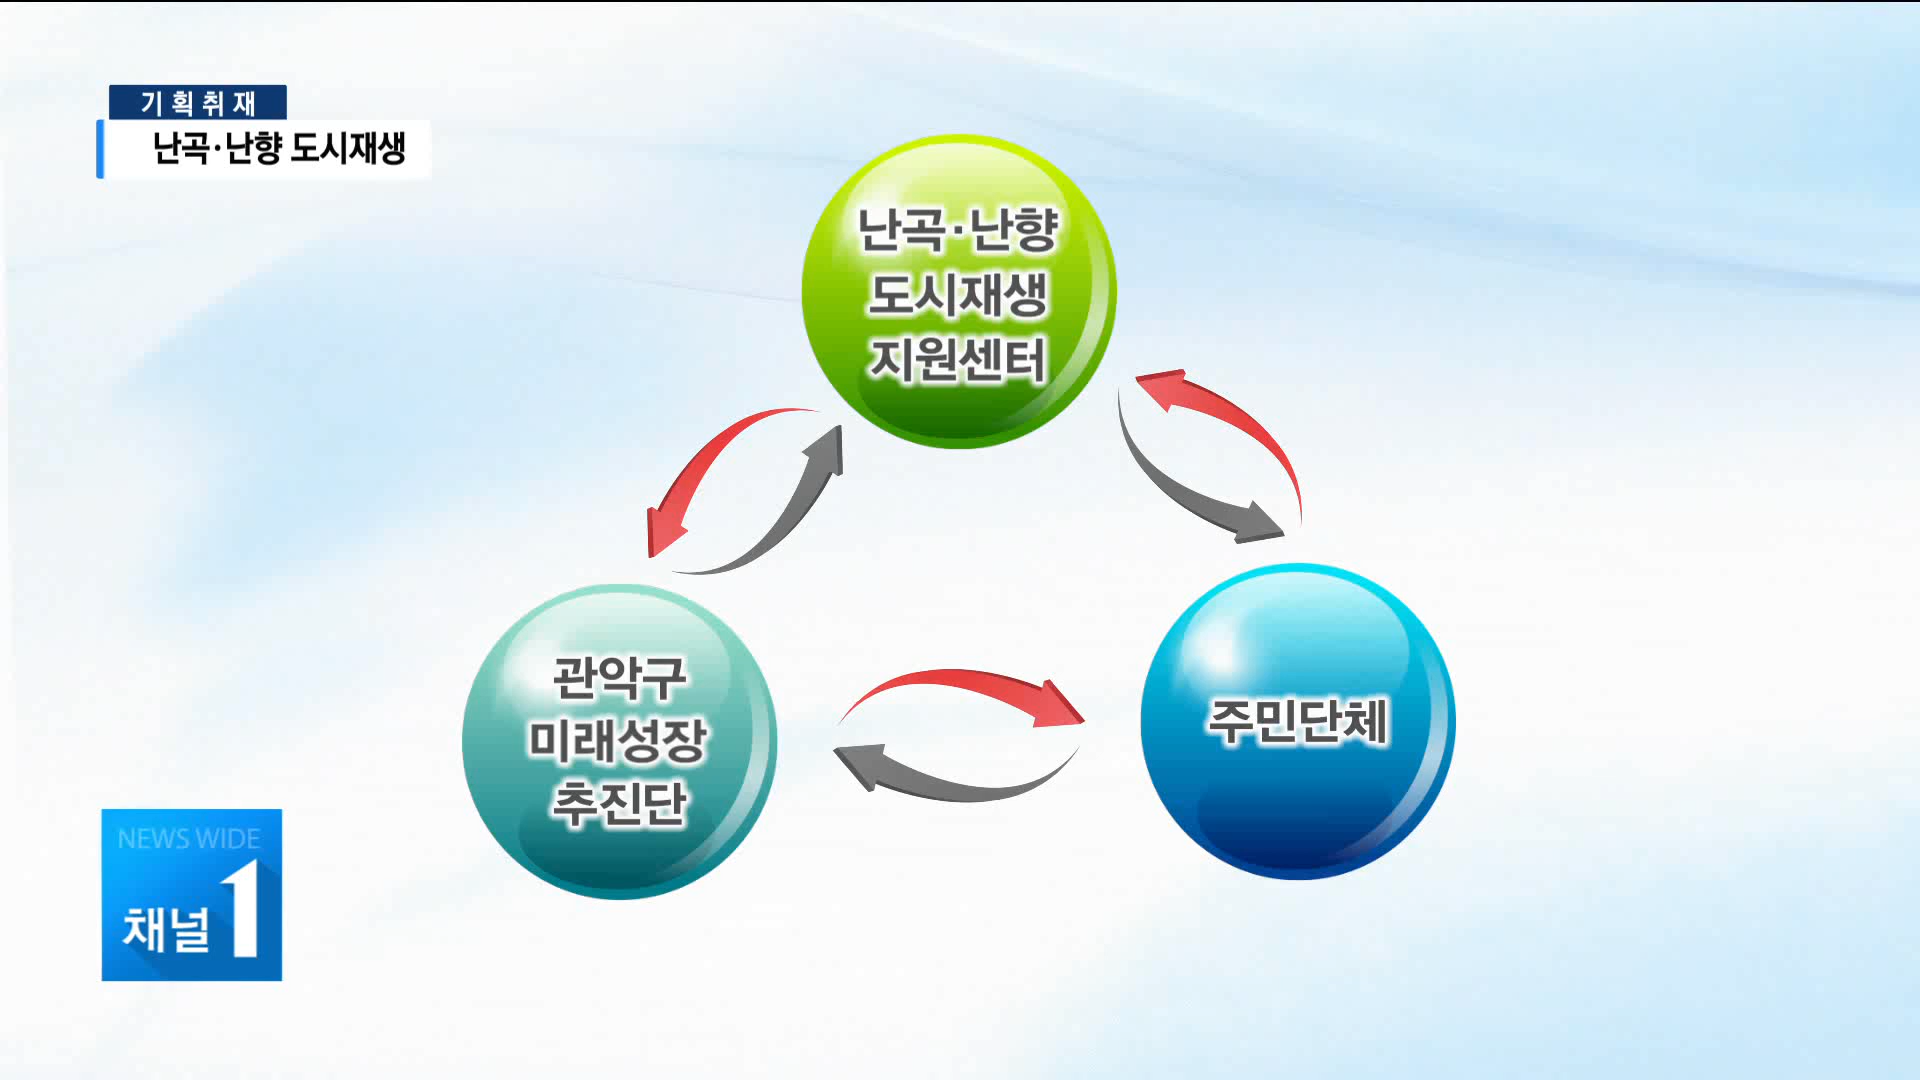 기획취재
난곡·난향 도시재생
난곡·난향
도시재생
지원센터
관악구
미래성장
추진단
주민단체
NEWS WIDE
채널1